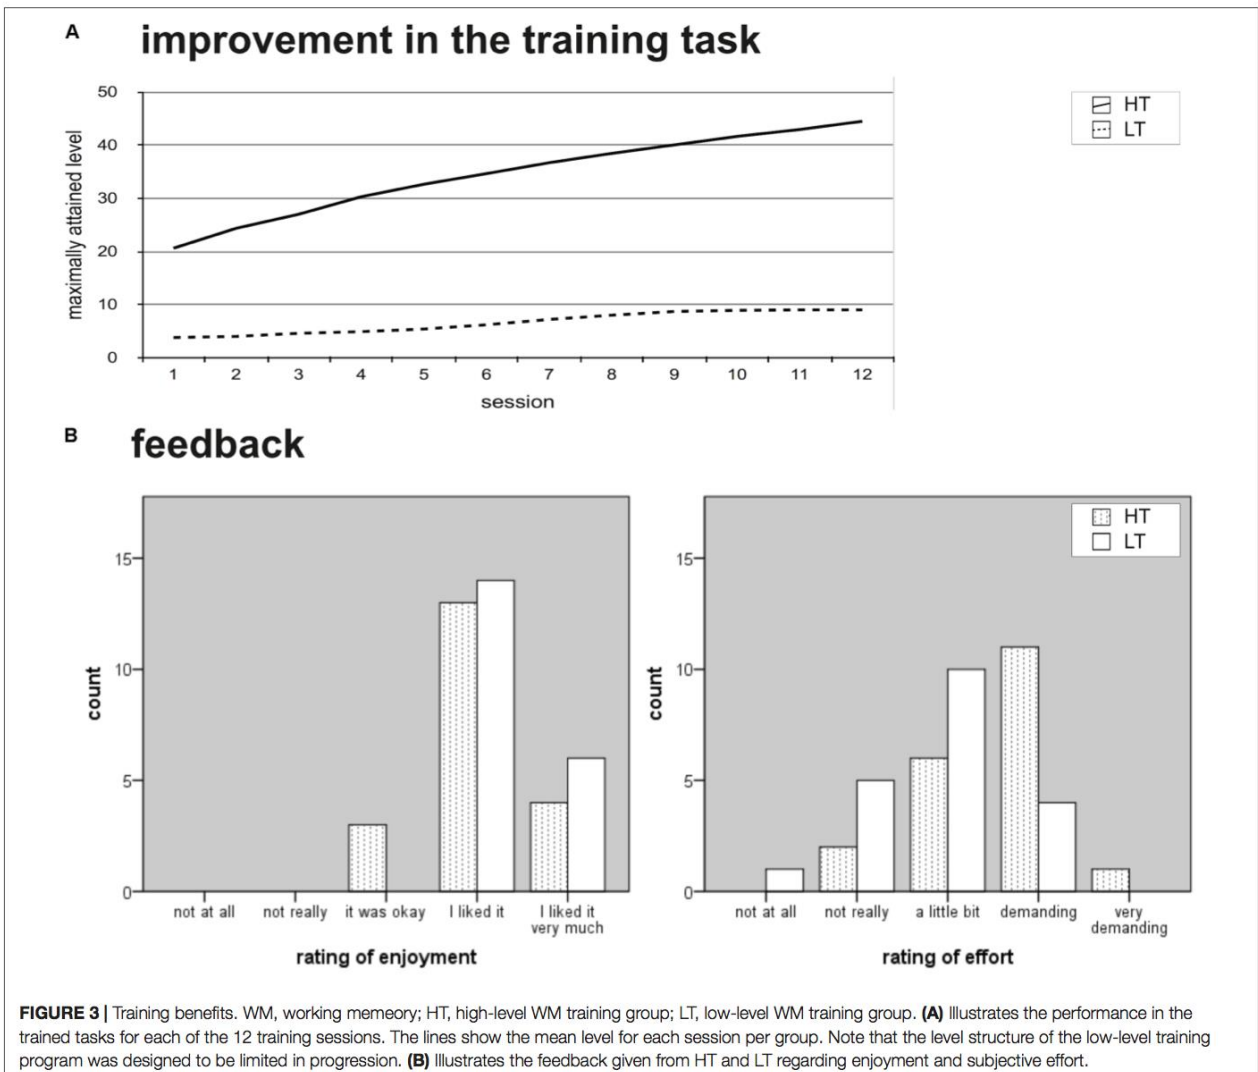 A improvement in the training task
50
40
30
20
10
0
maximally attained level
1 2 3 4 5 6 7 8 9 10 11 12
session
HT
LT
B feedback
15
10
5
0
count
not at all not really it was okay I liked it I liked it
very much
rating of enjoyment
15
10
5
0
count
HT
LT
not at all not really a little bit demanding very
demanding
rating of effort
FIGURE 3 | Training benefits. WM, working memeory; HT, high-level WM training group; LT, low-level WM training group. (A) Illustrates the performance in the
trained tasks for each of the 12 training sessions. The lines show the mean level for each session per group. Note that the level structure of the low-level training
program was designed to be limited in progression. (B) Illustrates the feedback given from HT and LT regarding enjoyment and subjective effort.